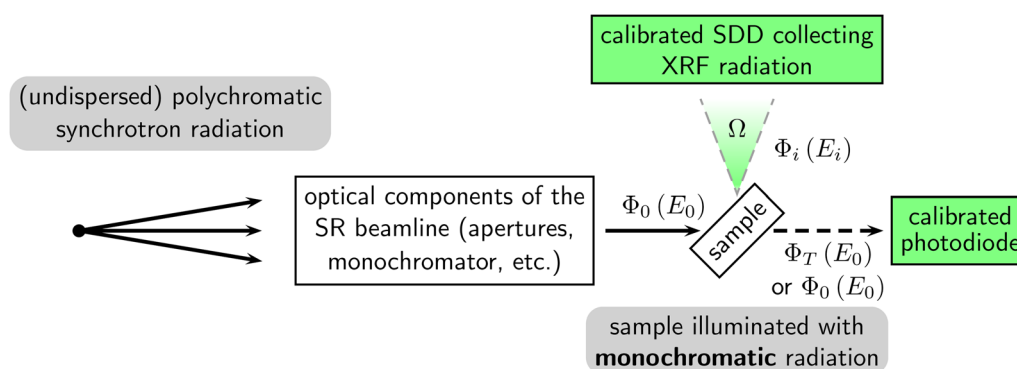 calibrated SDD collecting
XRF radiation
(undispersed) polychromatic
synchrotron radiation
Ω
Φi (Ei)
optical components of the
SR beamline (apertures,
monochromator, etc.)
Φ0 (E0)
sample
calibrated
photodiode
ΦT (E0)
or Φ0 (E0)
sample illuminated with
monochromatic radiation